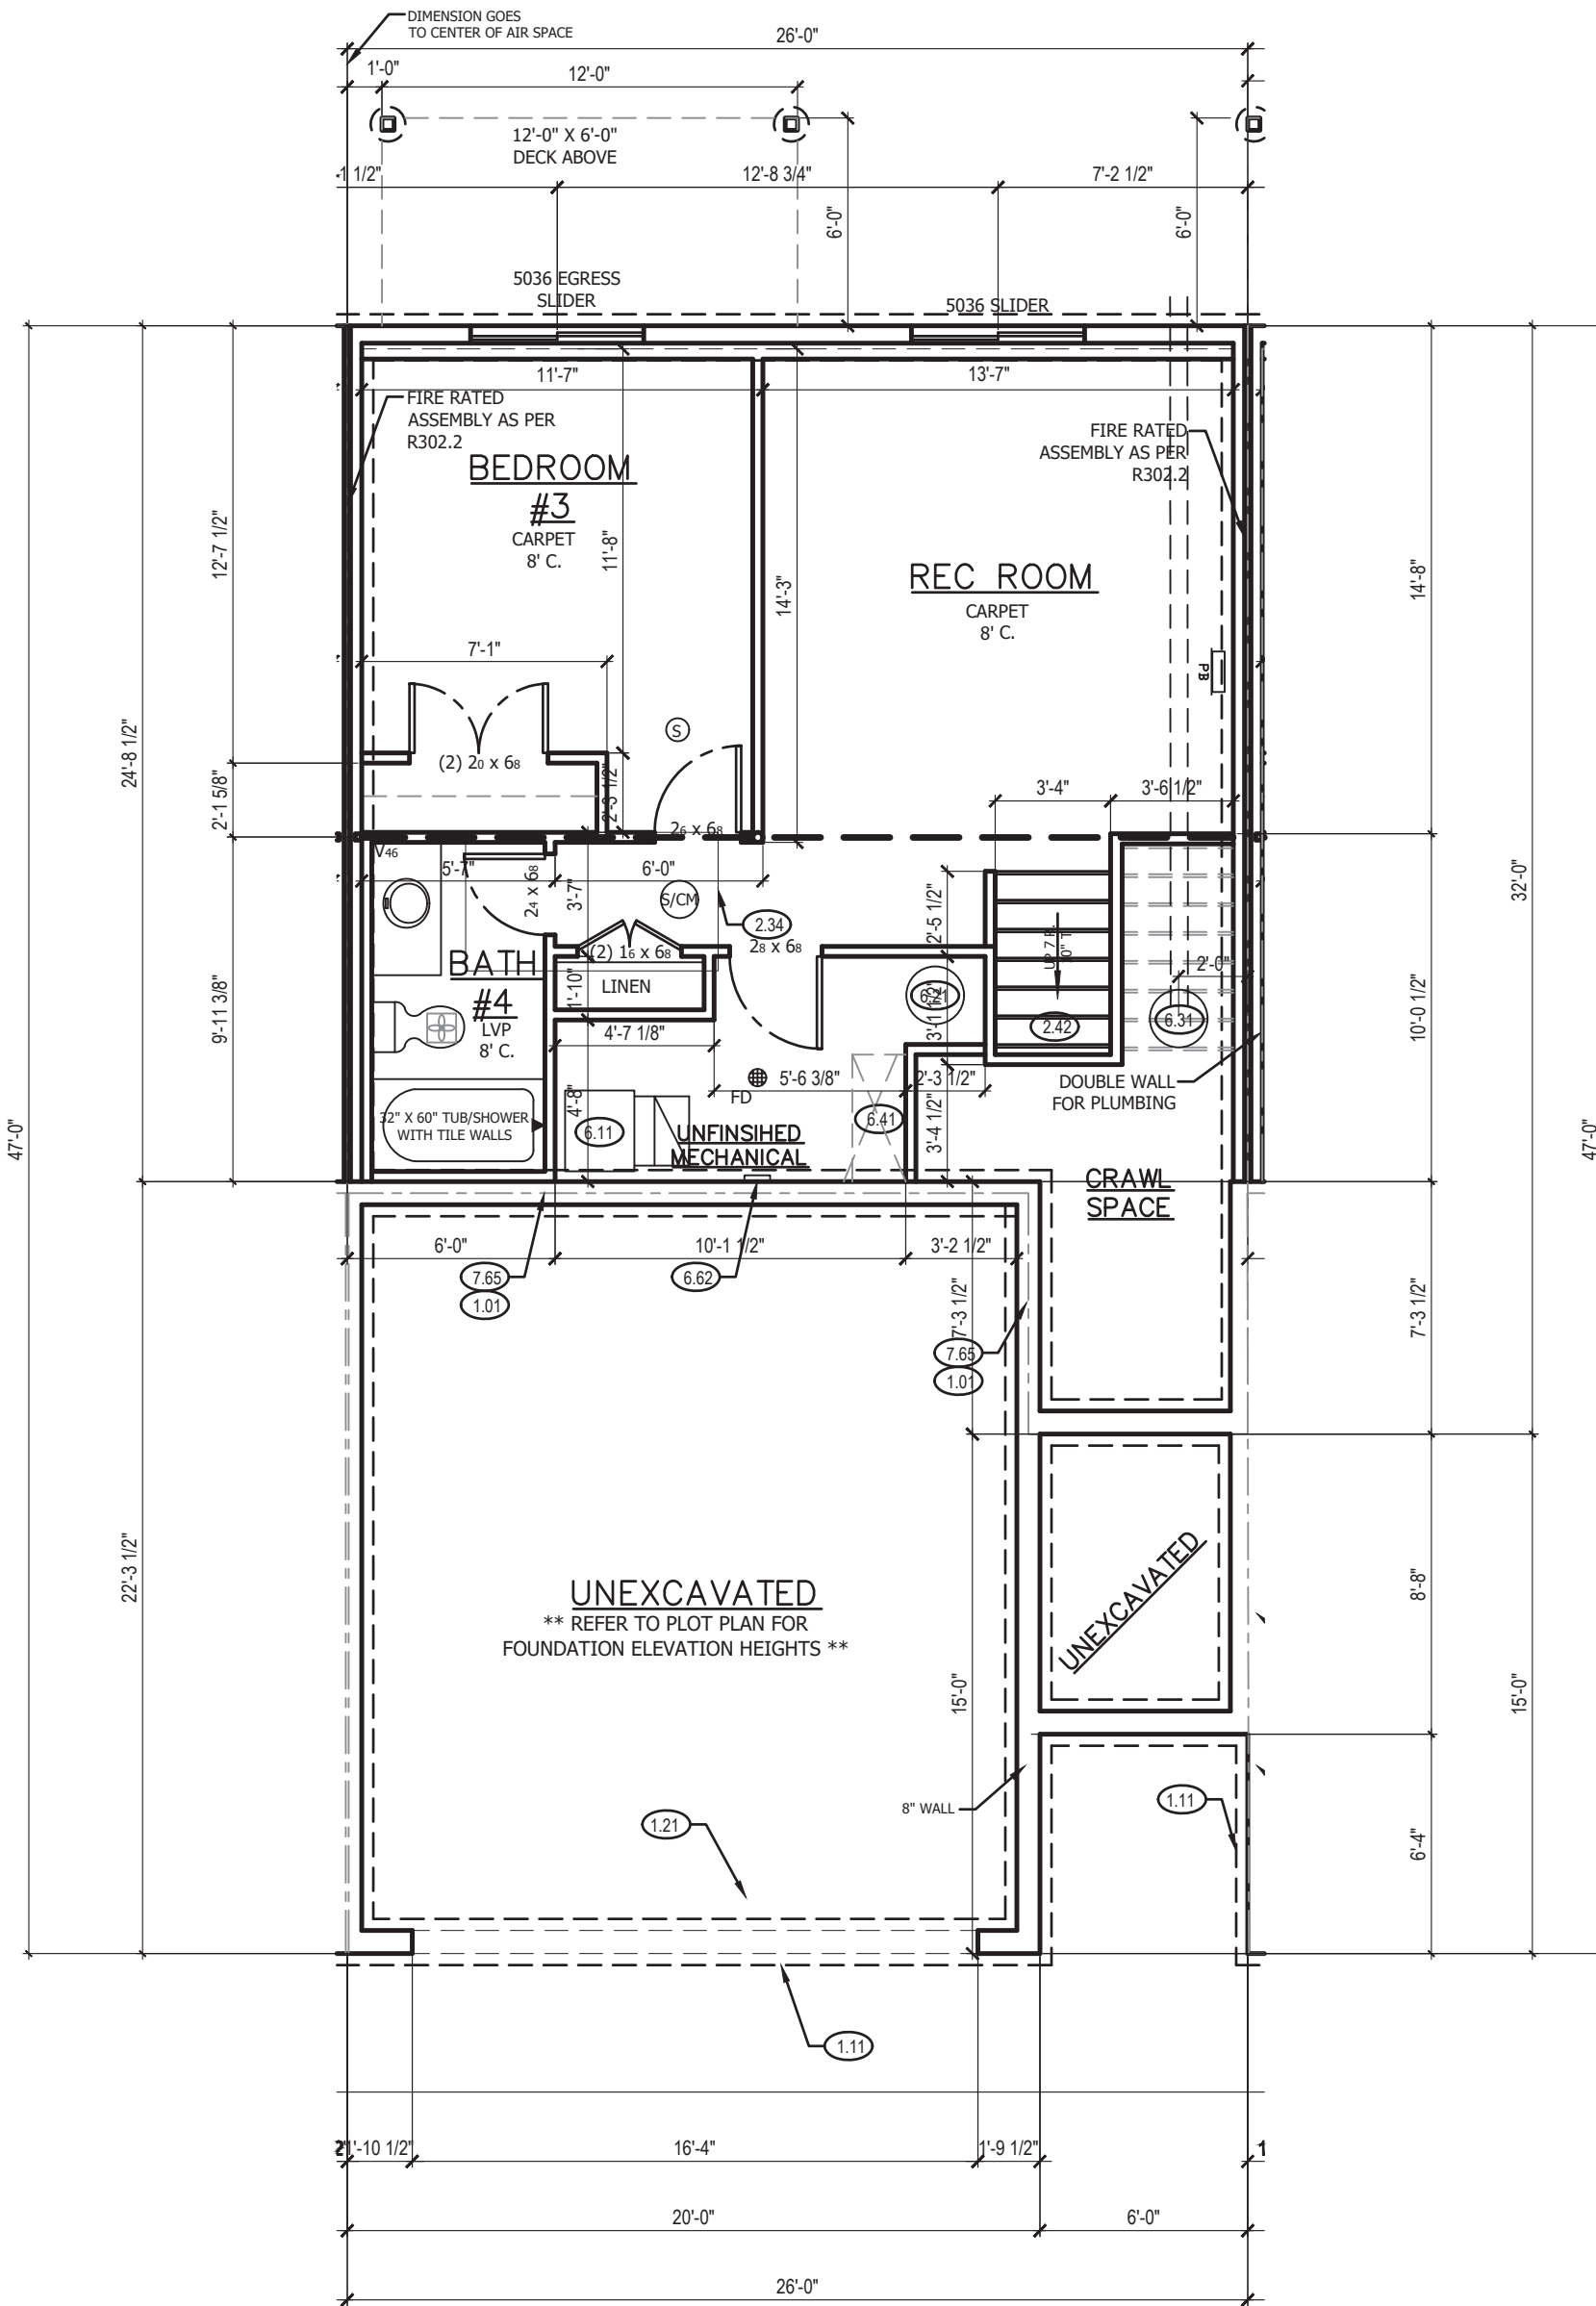 DIMENSION GOES
TO CENTER OF AIR SPACE
26'-0"
1'-0"
12'-0"
12'-0" X 6'-0"
DECK ABOVE
1 1/2"
12'-8 3/4"
7'-2 1/2"
6'-0"
6'-0"
5036 EGRESS
SLIDER
5036 SLIDER
11'-7"
13'-7"
FIRE RATED
ASSEMBLY AS PER
R302.2
FIRE RATED
ASSEMBLY AS PER
R302.2
BEDROOM
#3
CARPET
8' C.
11'-8"
14'-3"
REC ROOM
CARPET
8' C.
12'-7 1/2"
14'-8"
7'-1"
PB
S
(2) 20 x 68
2'-3 1/2"
24'-8 1/2"
2'-1 5/8"
3'-4"
3'-6 1/2"
26 x 68
V46
5'-7"
6'-0"
24 x 68
3'-7"
S/CM
2.34
28 x 68
2'-5 1/2"
32'-0"
BATH
#4
LVP
8' C.
(2) 16 x 68
LINEN
1'-10"
UP 7 R.
10" T.
2'-0"
6.21
3'-1 1/2"
2.42
6.31
9'-11 3/8"
10'-0 1/2"
4'-7 1/8"
FD
5'-6 3/8"
2'-3 1/2"
DOUBLE WALL
FOR PLUMBING
4'-8"
32" X 60" TUB/SHOWER
WITH TILE WALLS
6.11
6.41
3'-4 1/2"
UNFINSIHED
MECHANICAL
47'-0"
47'-0"
CRAWL
SPACE
6'-0"
10'-1 1/2"
3'-2 1/2"
7.65
1.01
6.62
7'-3 1/2"
7.65
1.01
7'-3 1/2"
22'-3 1/2"
UNEXCAVATED
** REFER TO PLOT PLAN FOR
FOUNDATION ELEVATION HEIGHTS **
UNEXCAVATED
8'-8"
15'-0"
15'-0"
8" WALL
1.11
1.21
6'-4"
1.11
1'-10 1/2"
16'-4"
1'-9 1/2"
20'-0"
6'-0"
26'-0"